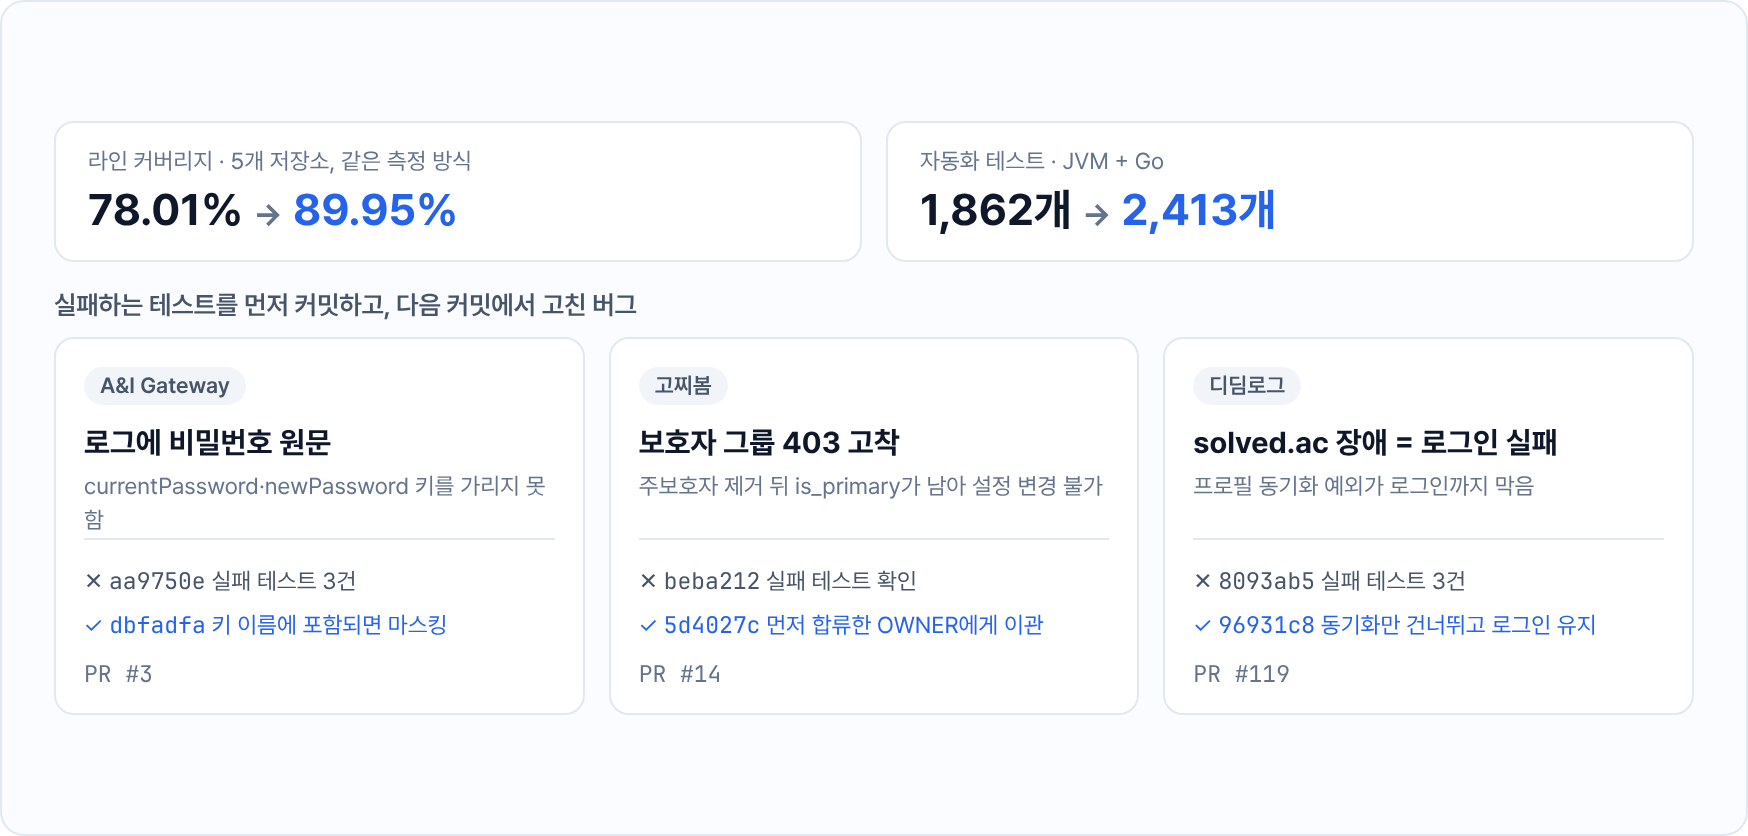 라인 커버리지 · 5개 저장소, 같은 측정 방식
78.01% → 89.95%
자동화 테스트 · JVM + Go
1,862개 → 2,413개
실패하는 테스트를 먼저 커밋하고, 다음 커밋에서 고친 버그
A&I Gateway
로그에 비밀번호 원문
currentPassword·newPassword 키를 가리지 못
함
✕ aa9750e 실패 테스트 3건
✓ dbfadfa 키 이름에 포함되면 마스킹
PR #3
고찌봄
보호자 그룹 403 고착
주보호자 제거 뒤 is_primary가 남아 설정 변경 불가
✕ beba212 실패 테스트 확인
✓ 5d4027c 먼저 합류한 OWNER에게 이관
PR #14
디딤로그
solved.ac 장애 = 로그인 실패
프로필 동기화 예외가 로그인까지 막음
✕ 8093ab5 실패 테스트 3건
✓ 96931c8 동기화만 건너뛰고 로그인 유지
PR #119